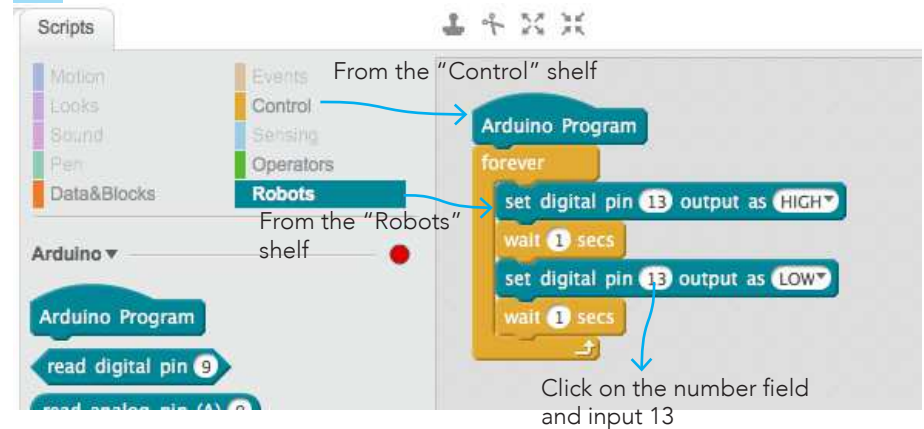 Scripts
Motion
Events
From the “Control” shelf
Looks
Control
Sound
Sensing
Pen
Operators
Data&Blocks
Robots
From the “Robots”
shelf
Arduino
Arduino Program
read digital pin 9
read analog pin (A)
Arduino Program
forever
set digital pin 13 output as HIGH
wait 1 secs
set digital pin 13 output as LOW
wait 1 secs
Click on the number field
and input 13